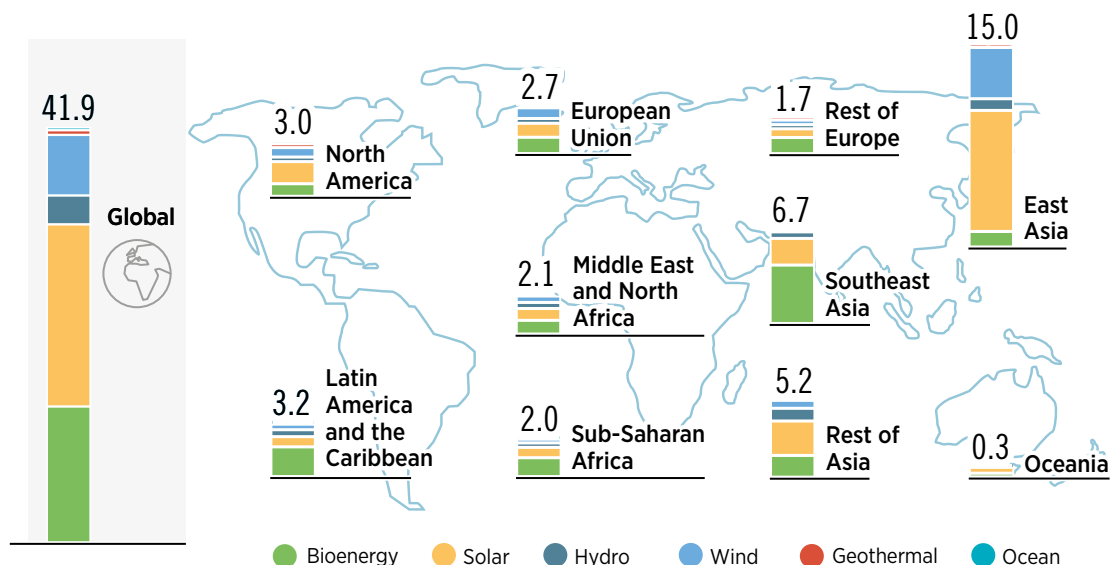 41.9
Global
3.0
North
America
2.7
European
Union
1.7
Rest of
Europe
15.0
East
Asia
2.1
Middle East
and North
Africa
6.7
Southeast
Asia
3.2
Latin
America
and the
Caribbean
2.0
Sub-Saharan
Africa
5.2
Rest of
Asia
0.3
Oceania
Bioenergy Solar Hydro Wind Geothermal Ocean